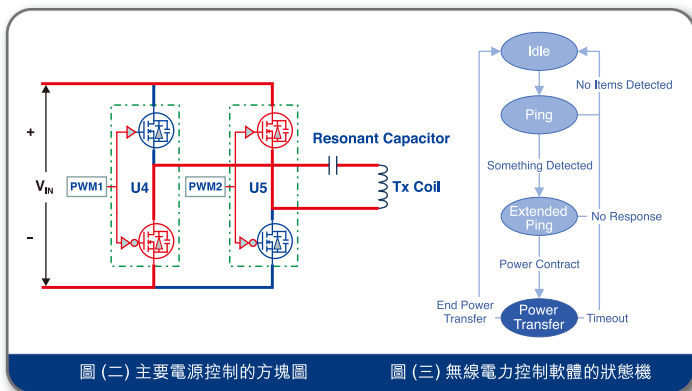 +
V_IN
−
PWM1
U4
PWM2
U5
Resonant Capacitor
Tx Coil
圖 (二) 主要電源控制的方塊圖
Idle
No Items Detected
Ping
Something Detected
Extended
Ping
No Response
Power Contract
End Power
Transfer
Power
Transfer
Timeout
圖 (三) 無線電力控制軟體的狀態機